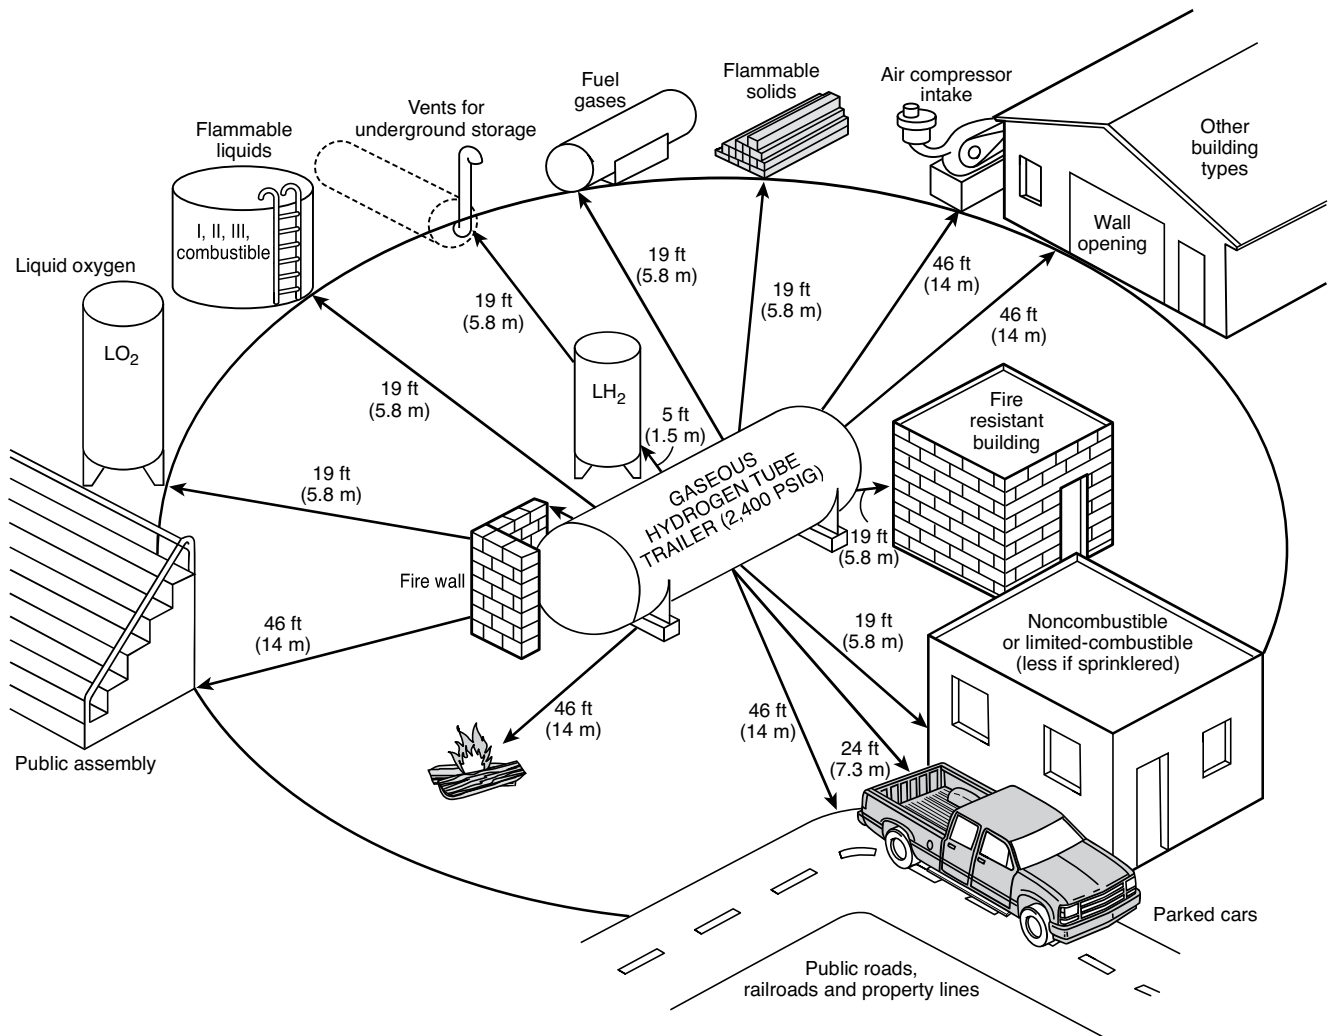 Flammable
solids
Fuel
gases
Air compressor
intake
Vents for
underground storage
Flammable
liquids
Other
building
types
I, II, III,
combustible
Wall
opening
Liquid oxygen
LO2
19 ft
(5.8 m)
19 ft
(5.8 m)
19 ft
(5.8 m)
46 ft
(14 m)
46 ft
(14 m)
19 ft
(5.8 m)
LH2
5 ft
(1.5 m)
Fire
resistant
building
19 ft
(5.8 m)
GASEOUS
HYDROGEN TUBE
TRAILER (2,400 PSIG)
19 ft
(5.8 m)
Fire wall
46 ft
(14 m)
19 ft
(5.8 m)
Noncombustible
or limited-combustible
(less if sprinklered)
46 ft
(14 m)
46 ft
(14 m)
24 ft
(7.3 m)
Public assembly
Parked cars
Public roads,
railroads and property lines